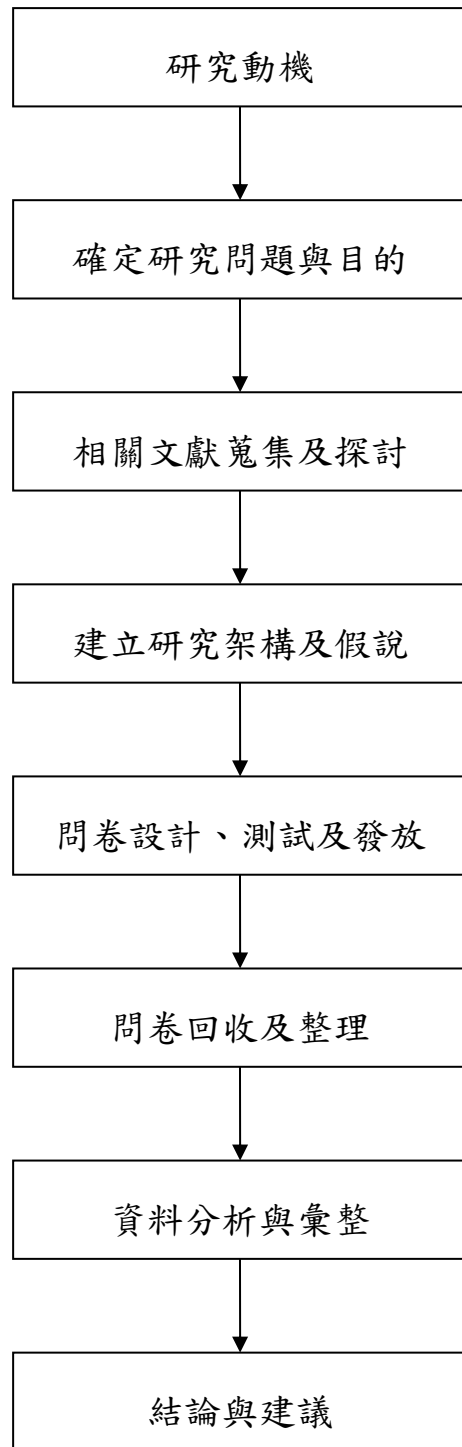 研究動機
確定研究問題與目的
相關文獻蒐集及探討
建立研究架構及假說
問卷設計、測試及發放
問卷回收及整理
資料分析與彙整
結論與建議